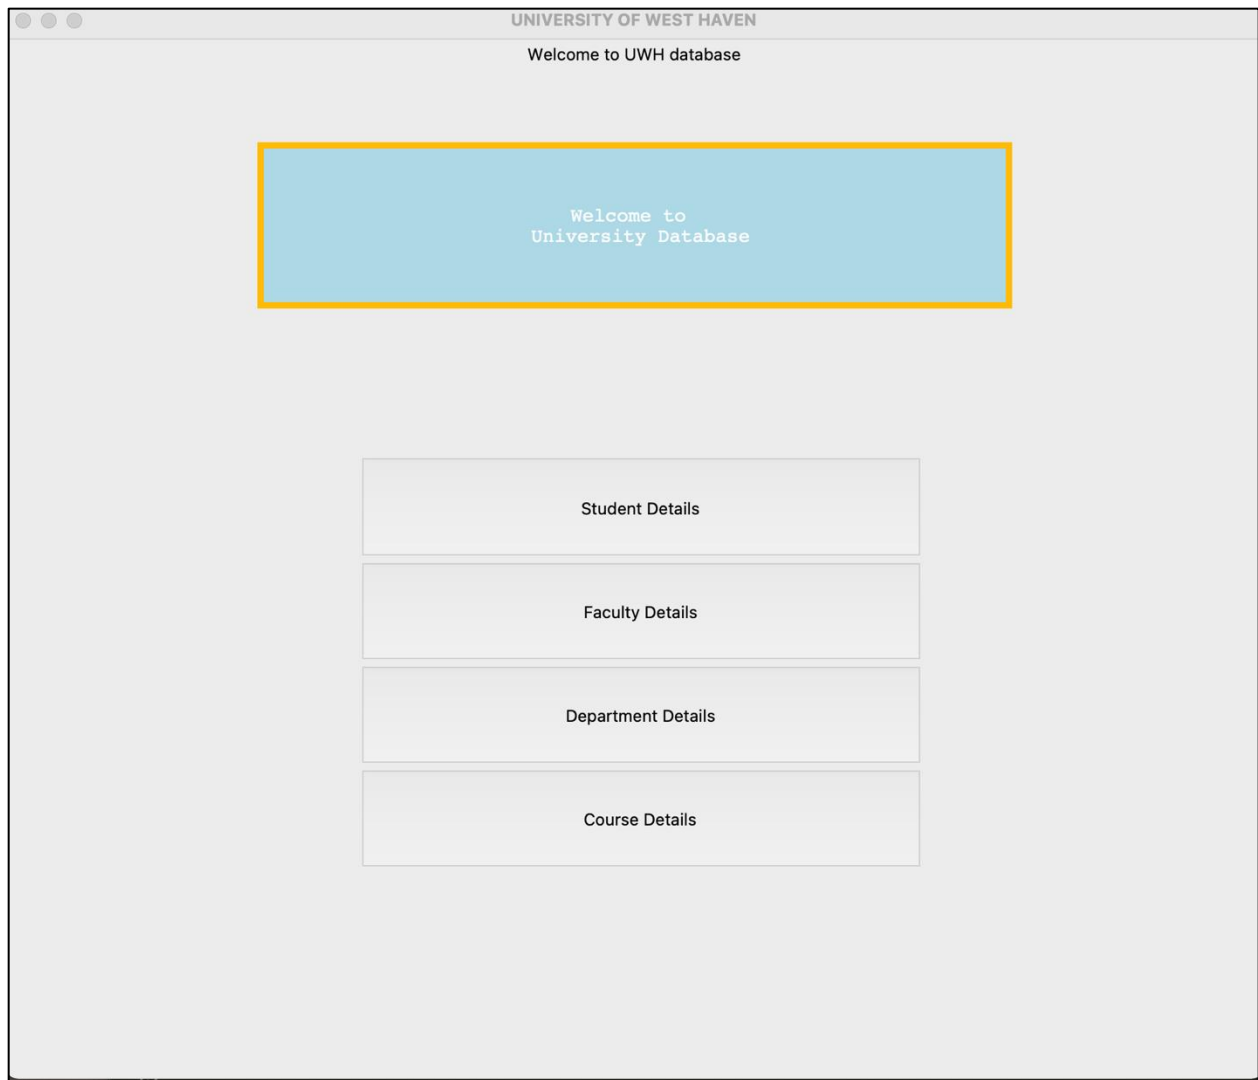 UNIVERSITY OF WEST HAVEN
Welcome to UWH database
Welcome to
University Database
Student Details
Faculty Details
Department Details
Course Details